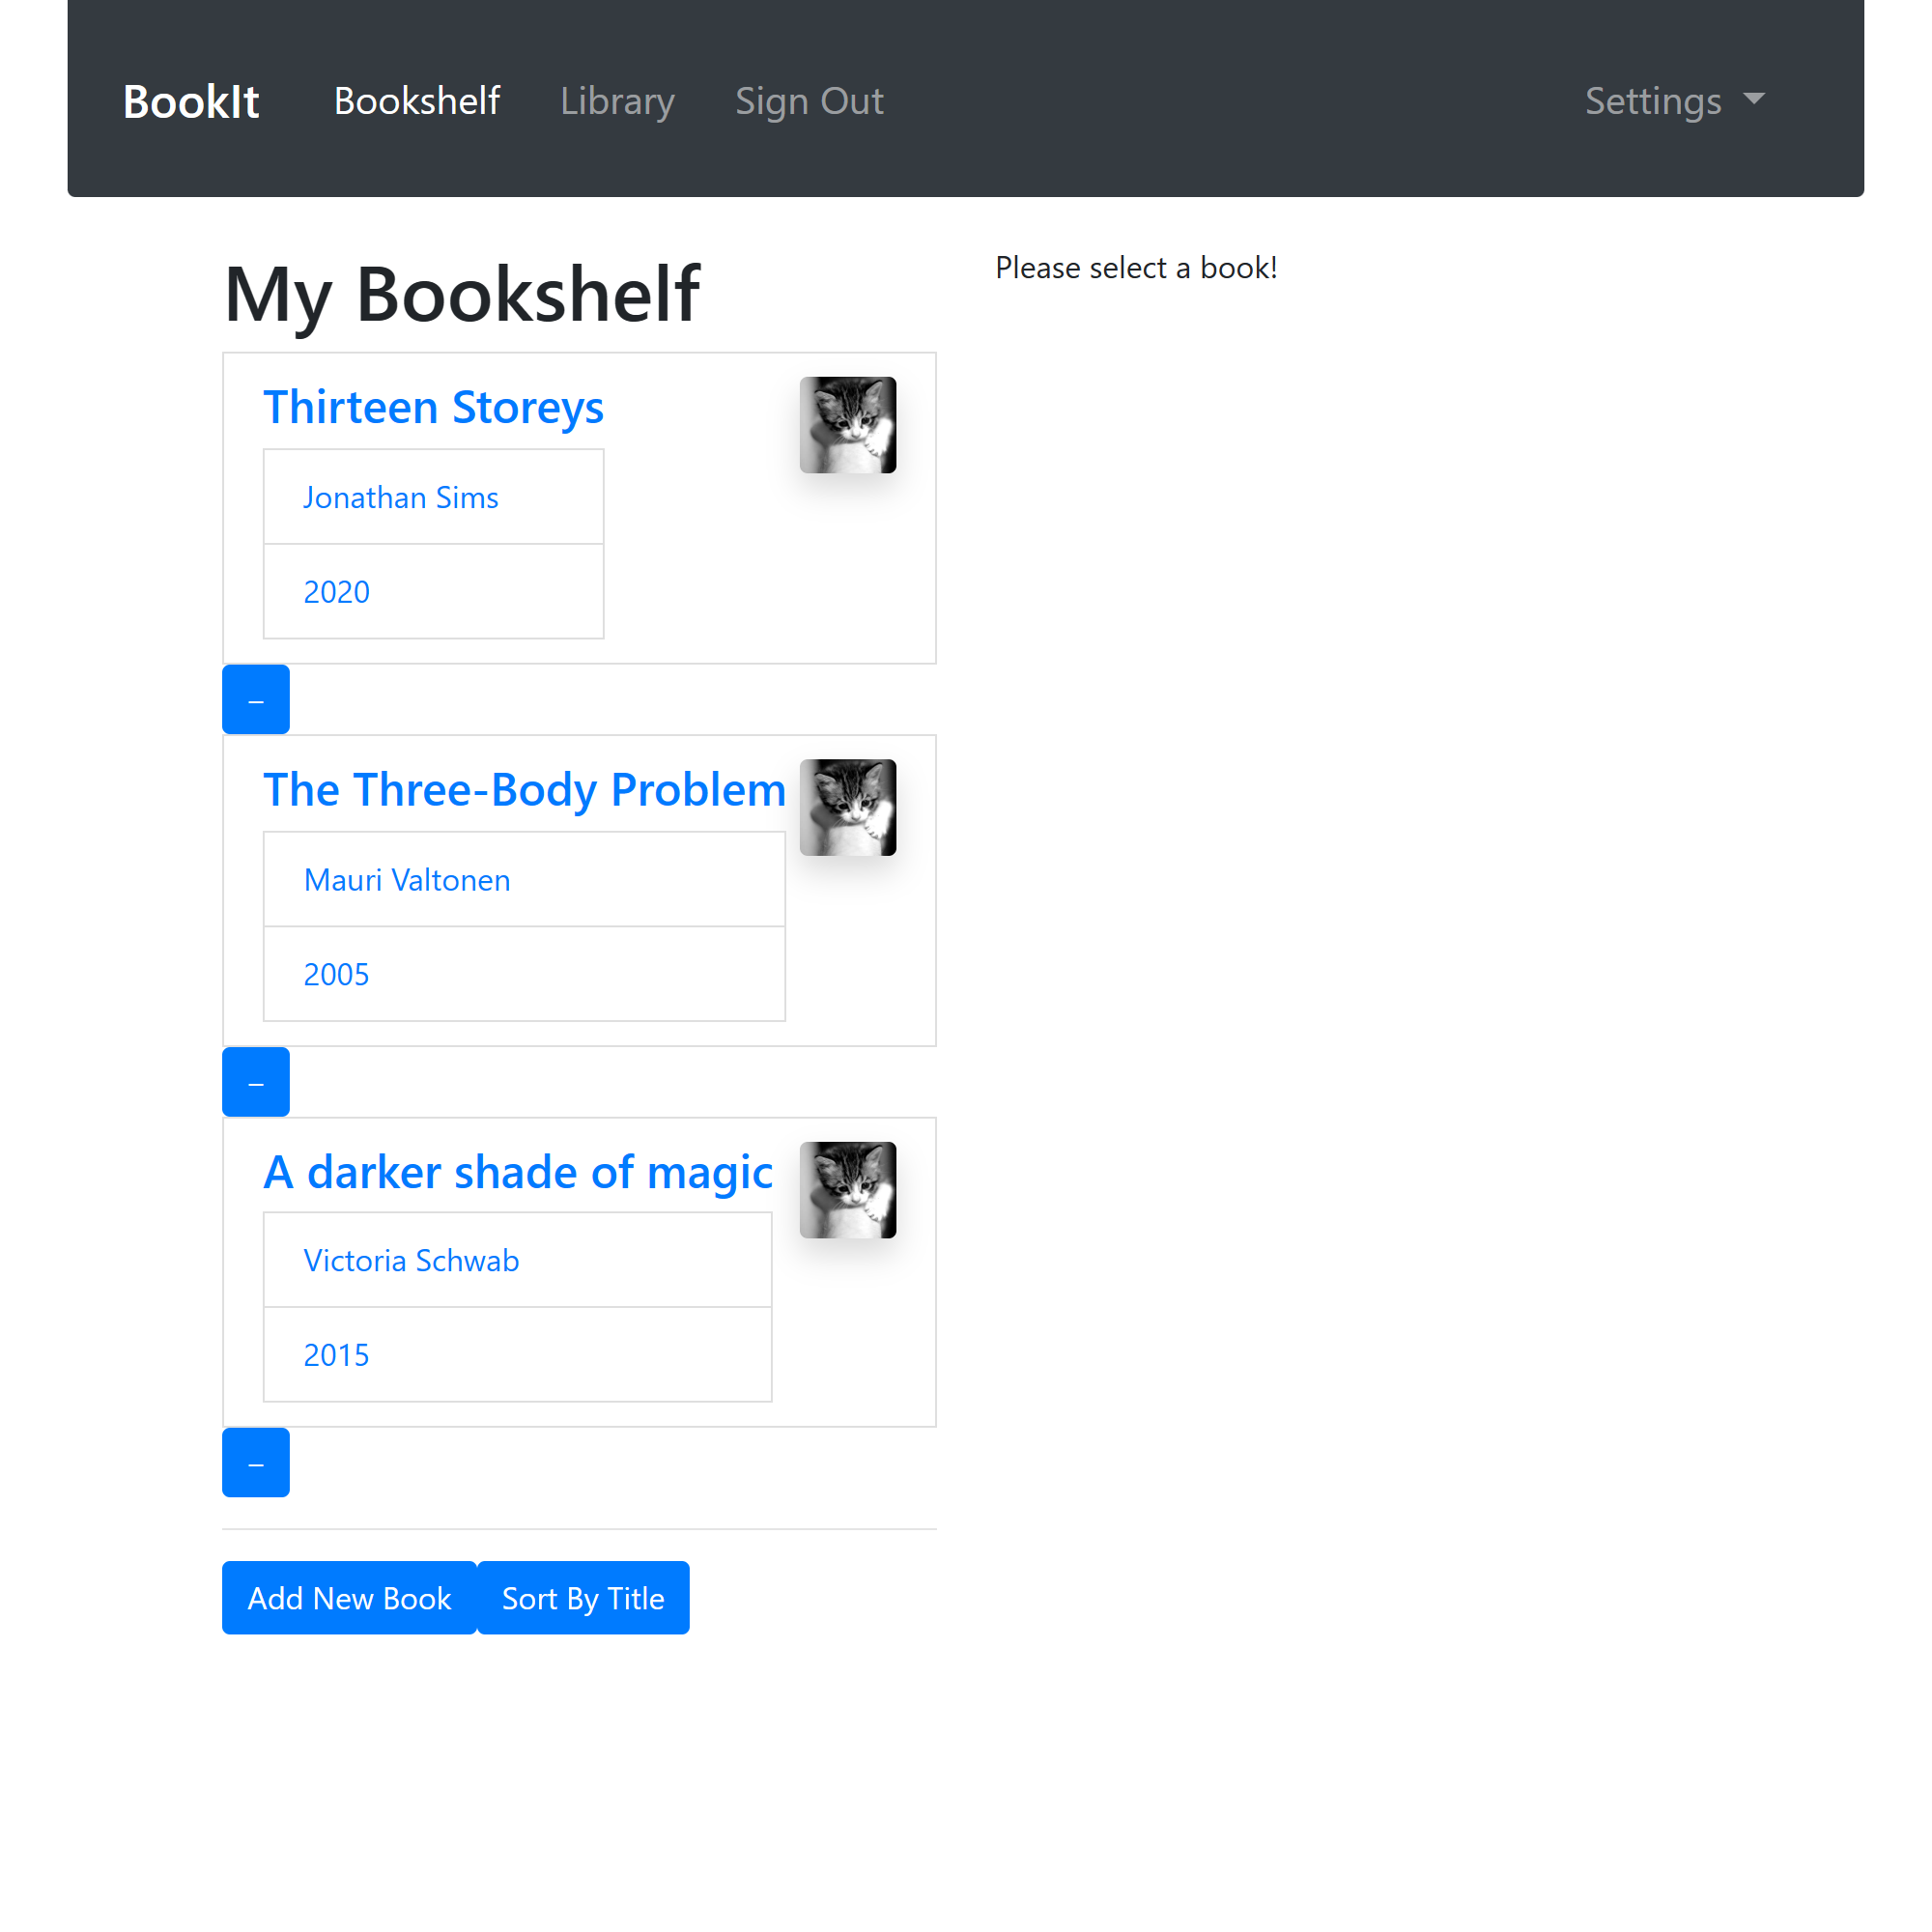 BookIt Bookshelf Library Sign Out Settings
My Bookshelf
Please select a book!
Thirteen Storeys
Jonathan Sims
2020
–
The Three-Body Problem
Mauri Valtonen
2005
–
A darker shade of magic
Victoria Schwab
2015
–
Add New Book Sort By Title